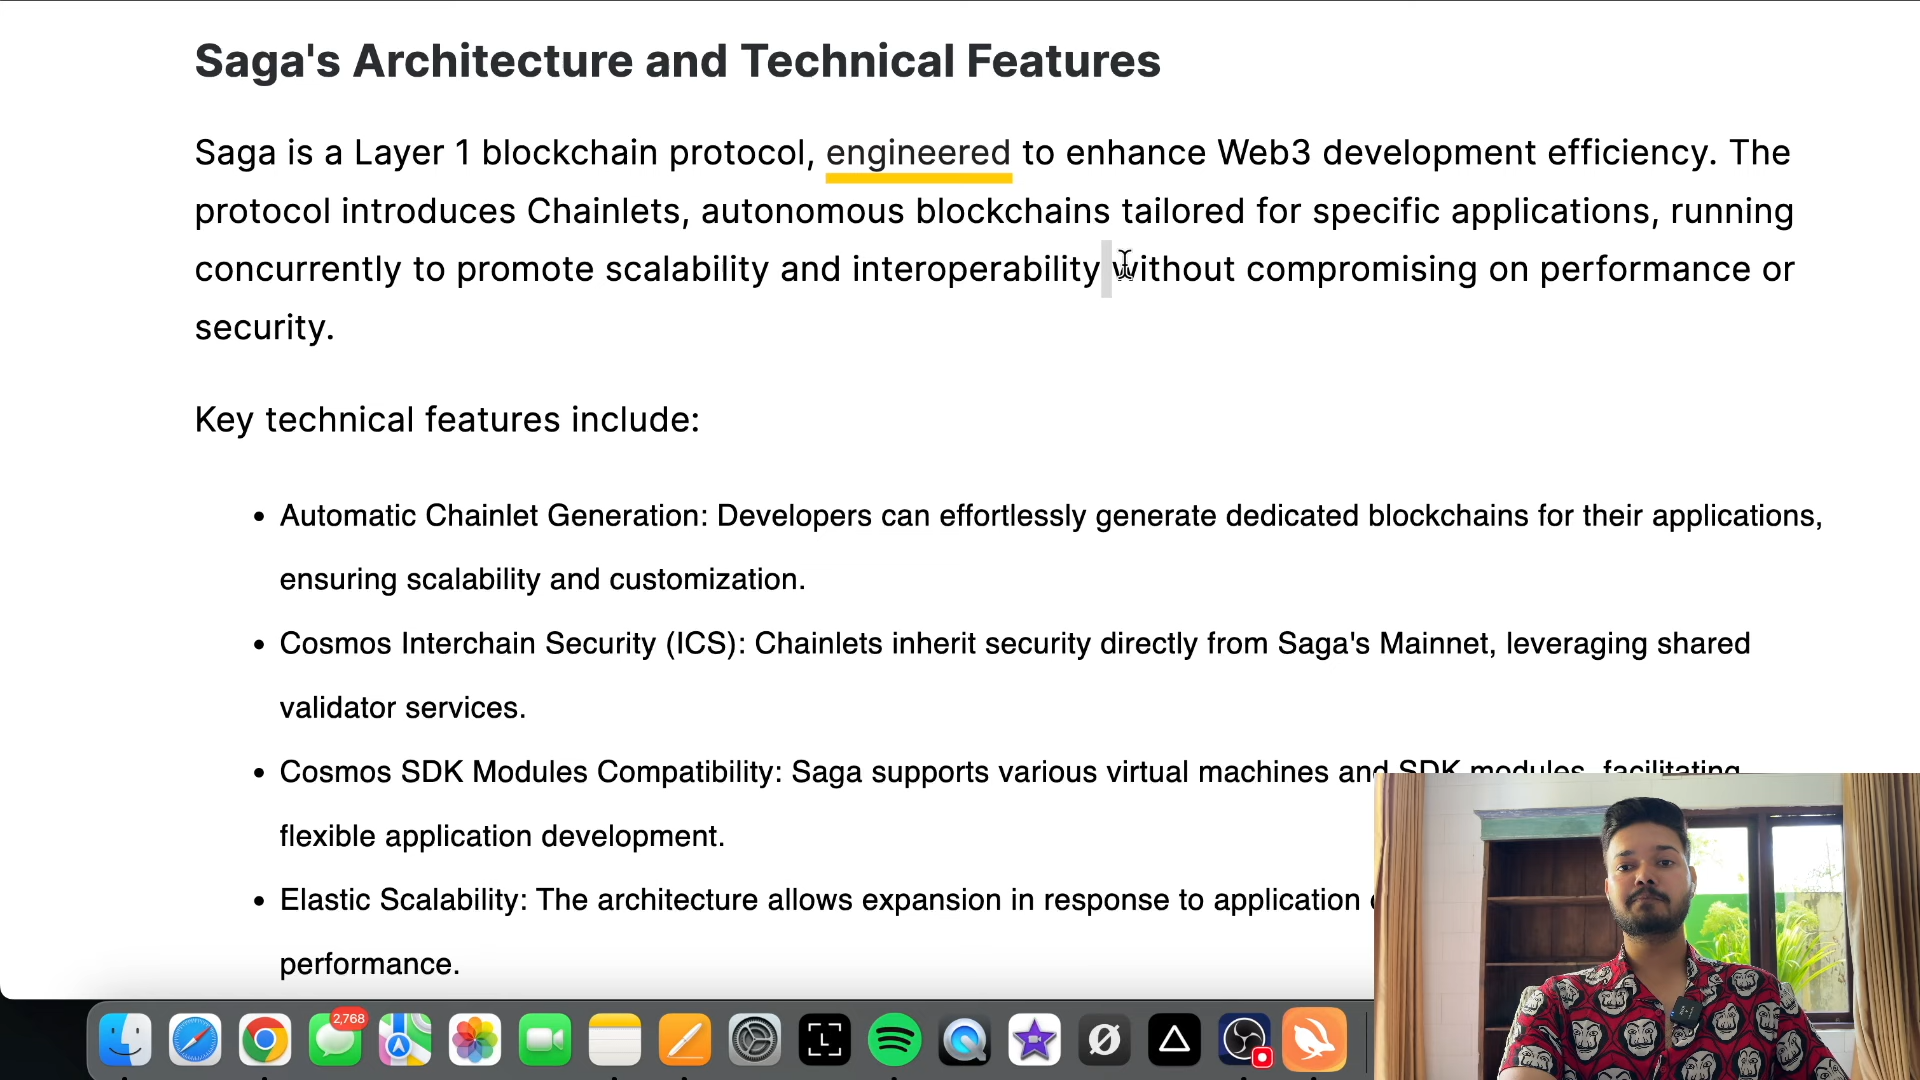 Saga's Architecture and Technical Features
Saga is a Layer 1 blockchain protocol, engineered to enhance Web3 development efficiency. The
protocol introduces Chainlets, autonomous blockchains tailored for specific applications, running
concurrently to promote scalability and interoperability without compromising on performance or
security.
Key technical features include:
• Automatic Chainlet Generation: Developers can effortlessly generate dedicated blockchains for their applications,
ensuring scalability and customization.
• Cosmos Interchain Security (ICS): Chainlets inherit security directly from Saga's Mainnet, leveraging shared
validator services.
• Cosmos SDK Modules Compatibility: Saga supports various virtual machines and SDK modules, facilitating
flexible application development.
• Elastic Scalability: The architecture allows expansion in response to application
performance.
2,768